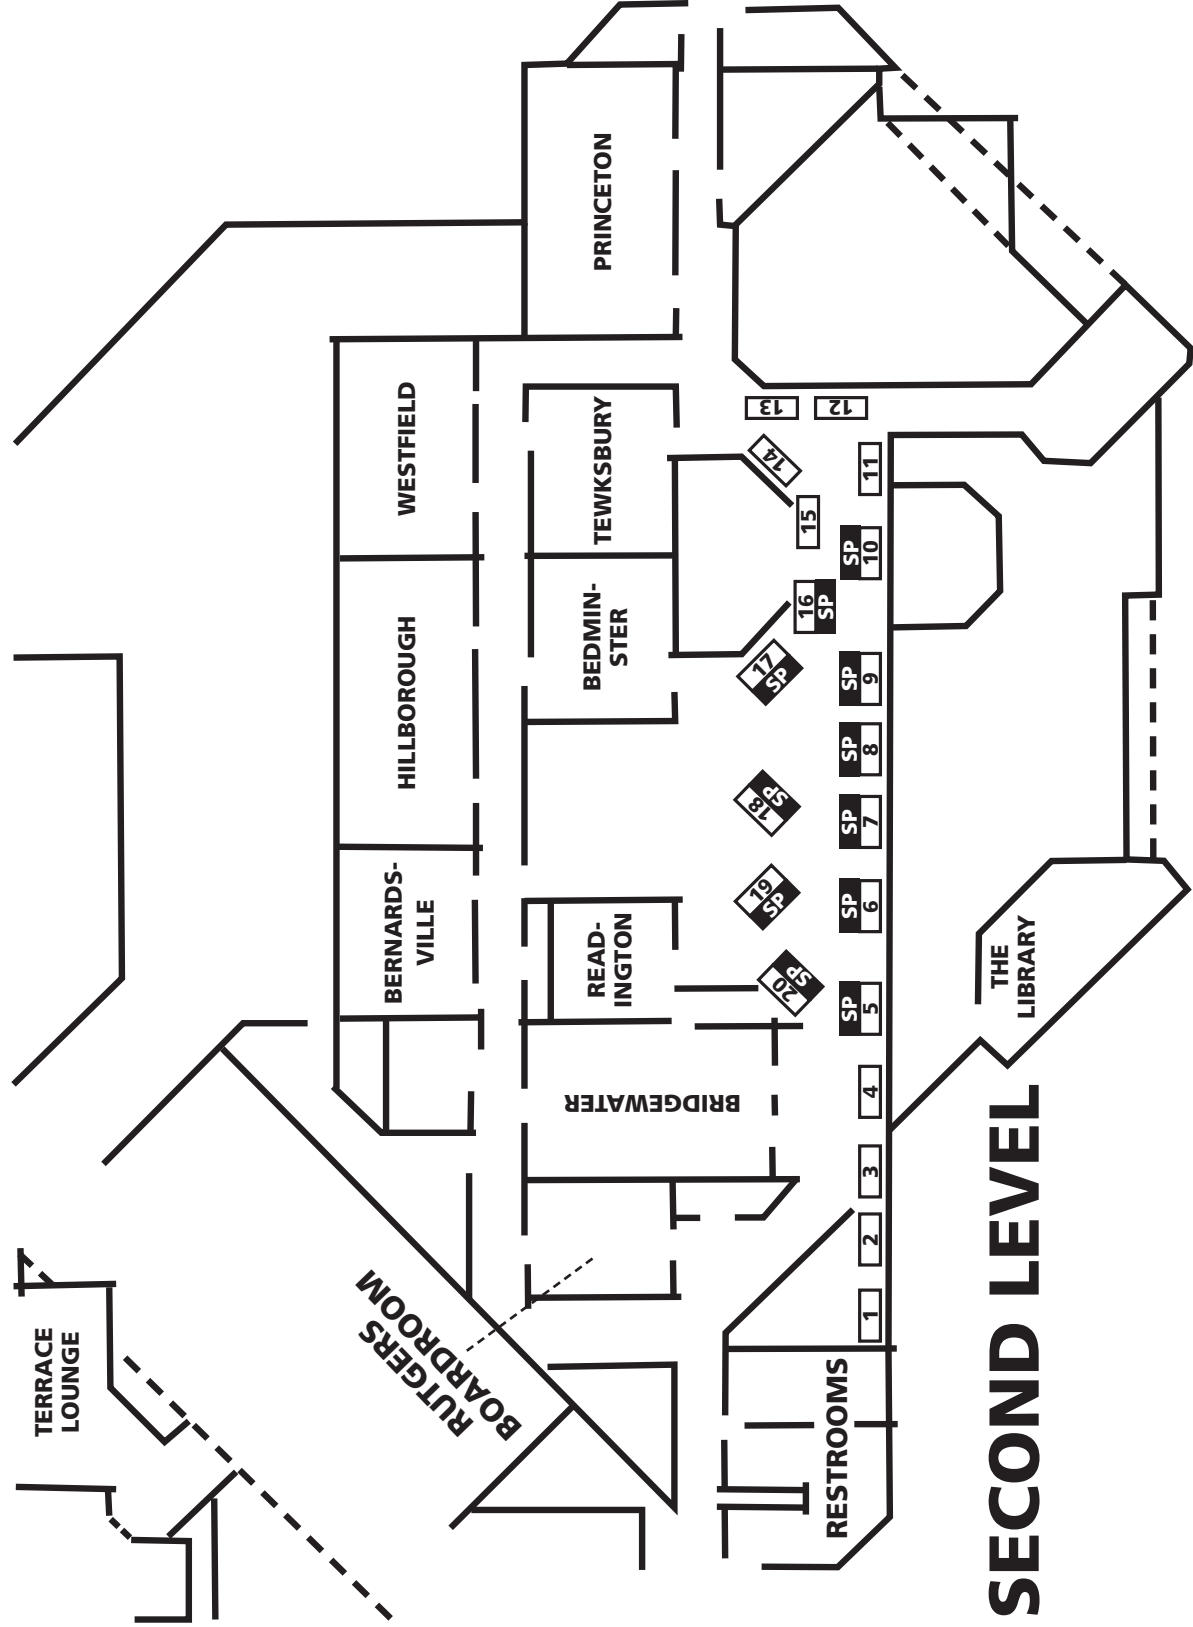 PRINCETON
WESTFIELD
TEWKSBURY
HILLBOROUGH
BEDMIN-
STER
BERNARDS-
VILLE
READ-
INGTON
BRIDGEWATER
RUTGERS
BOARDROOM
TERRACE
LOUNGE
RESTROOMS
THE
LIBRARY
1
2
3
4
SP
5
SP
6
SP
7
SP
8
SP
9
SP
10
11
12
13
14
15
16
SP
17
SP
18
SP
19
SP
20
SP
SECOND LEVEL